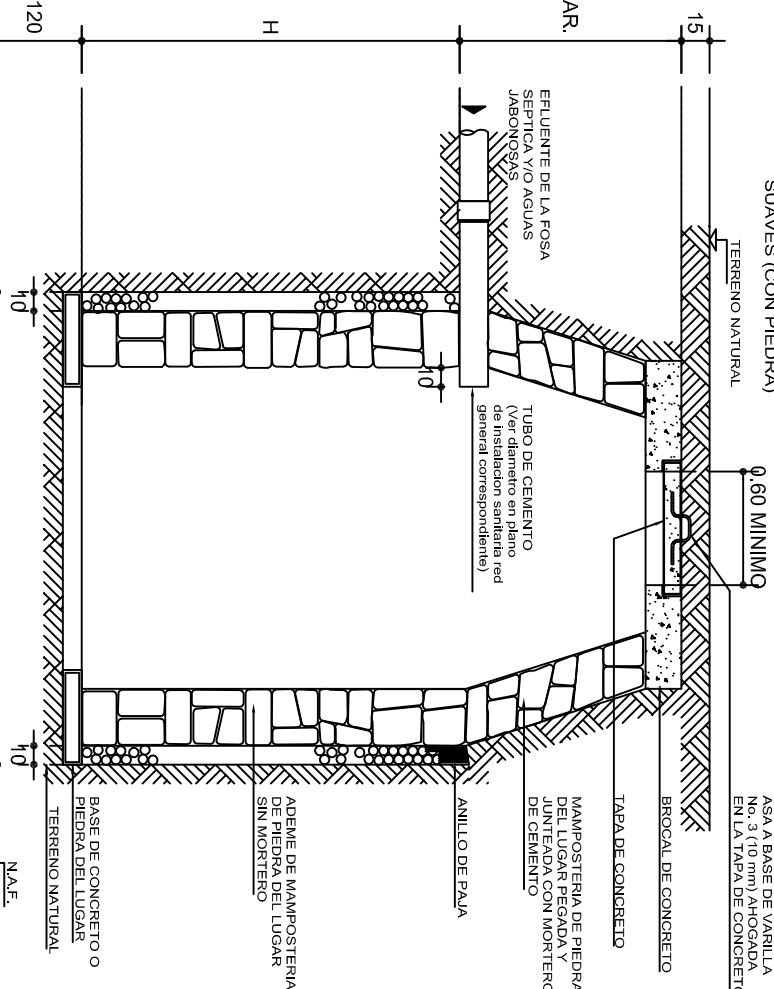 SUAVES (CON PIEDRA)
TERRENO NATURAL
0.60 MINIMO
15
AR.
H
120
EFLUENTE DE LA FOSA
SEPTICA Y/O AGUAS
JABONOSAS
TUBO DE CEMENTO
(Ver diametro en plano
de instalacion sanitaria red
general correspondiente)
10
10
10
ASA A BASE DE VARILLA
No. 3 (10 mm) AHOGADA
EN LA TAPA DE CONCRETO
BROCAL DE CONCRETO
TAPA DE CONCRETO
MAMPOSTERIA DE PIEDRA
DEL LUGAR PEGADA Y
JUNTEADA CON MORTERO
DE CEMENTO
ANILLO DE PAJA
ADEME DE MAMPOSTERIA
DE PIEDRA DEL LUGAR
SIN MORTERO
BASE DE CONCRETO O
PIEDRA DEL LUGAR
TERRENO NATURAL
N.A.F.